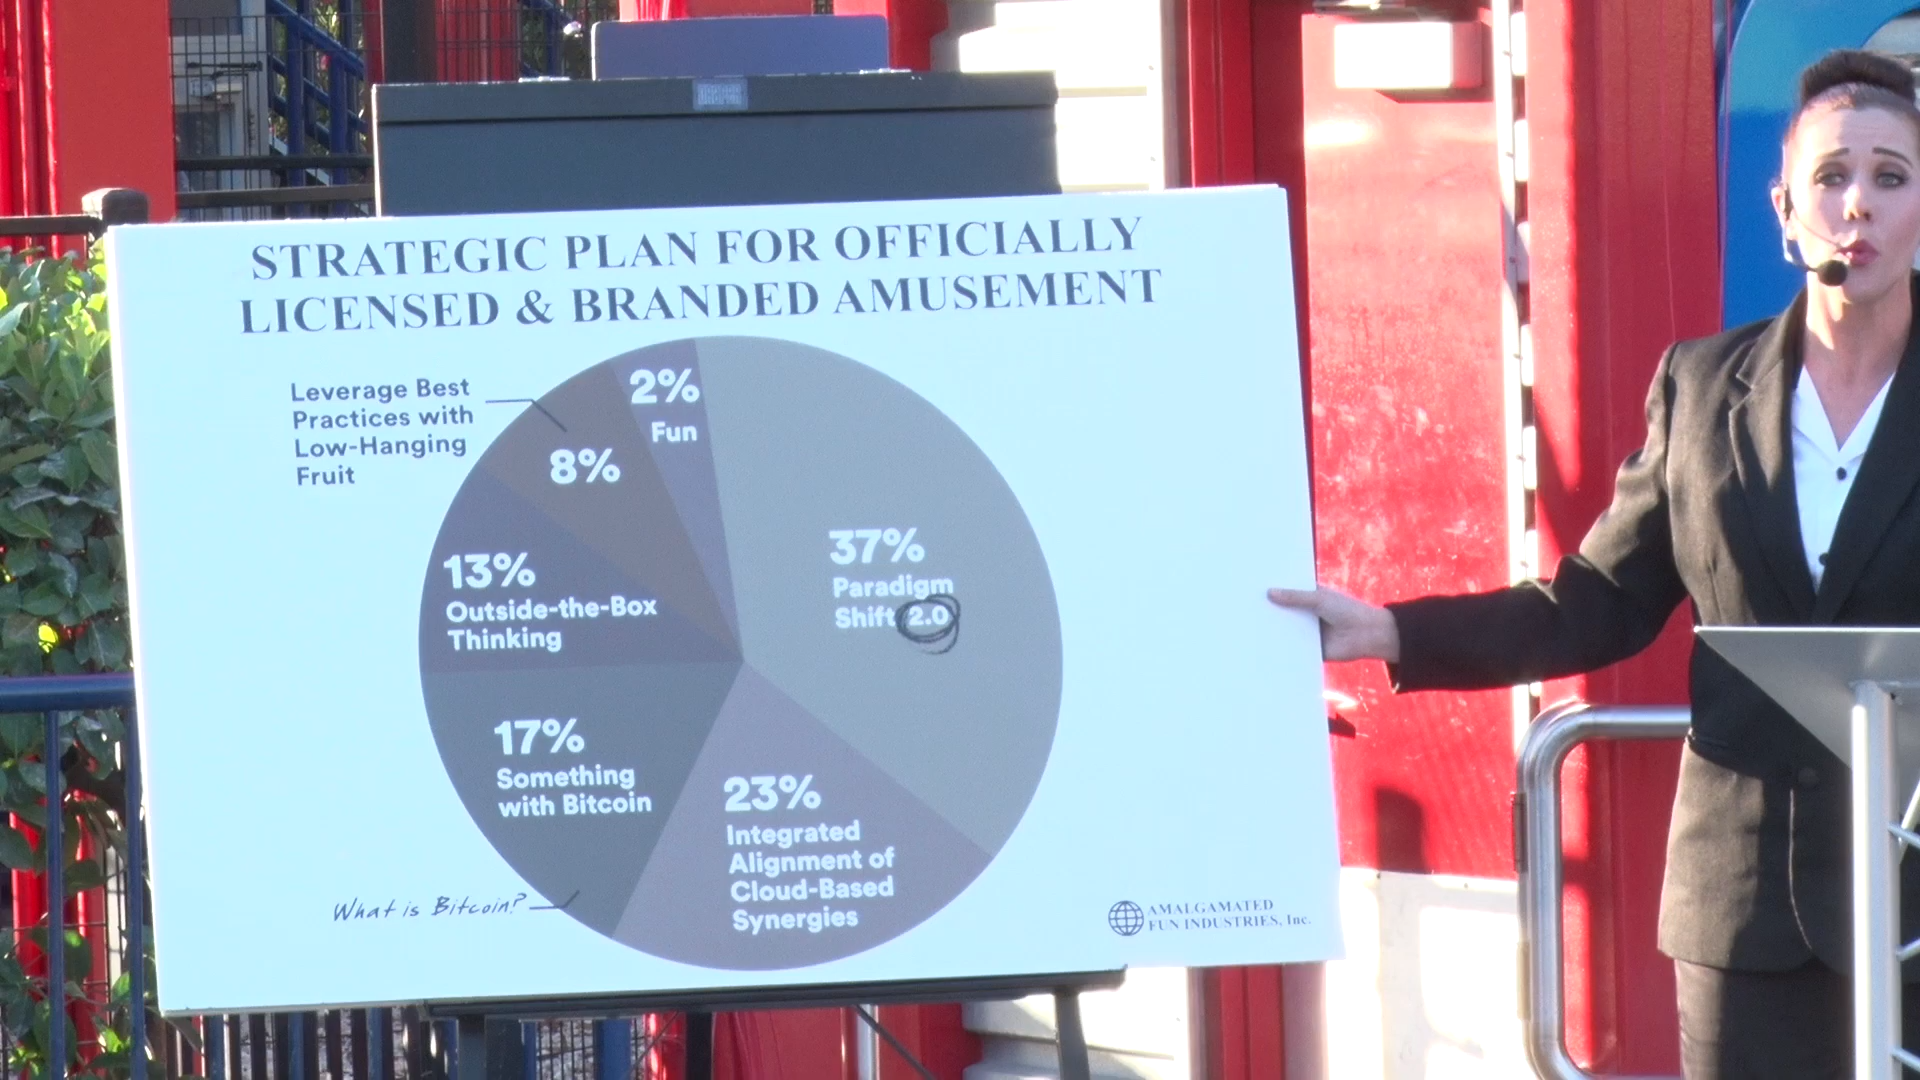 STRATEGIC PLAN FOR OFFICIALLY
LICENSED & BRANDED AMUSEMENT
Leverage Best
Practices with
Low-Hanging
Fruit
2%
Fun
8%
37%
Paradigm
Shift 2.0
13%
Outside-the-Box
Thinking
17%
Something
with Bitcoin
23%
Integrated
Alignment of
Cloud-Based
Synergies
What is Bitcoin?
AMALGAMATED
FUN INDUSTRIES, Inc.